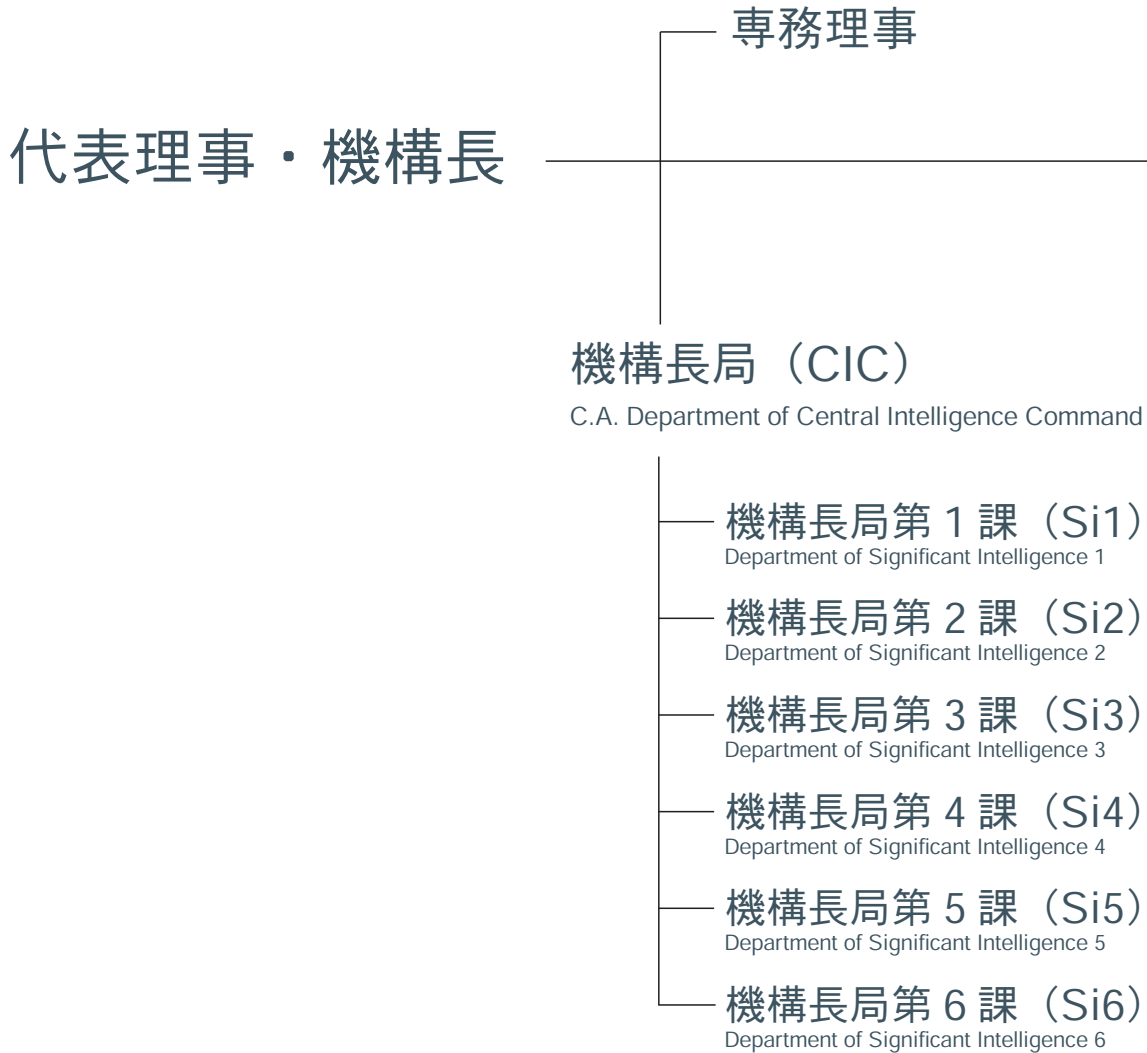 専務理事
代表理事・機構長
機構長局（CIC）
C.A. Department of Central Intelligence Command
機構長局第1課（Si1）
Department of Significant Intelligence 1
機構長局第2課（Si2）
Department of Significant Intelligence 2
機構長局第3課（Si3）
Department of Significant Intelligence 3
機構長局第4課（Si4）
Department of Significant Intelligence 4
機構長局第5課（Si5）
Department of Significant Intelligence 5
機構長局第6課（Si6）
Department of Significant Intelligence 6